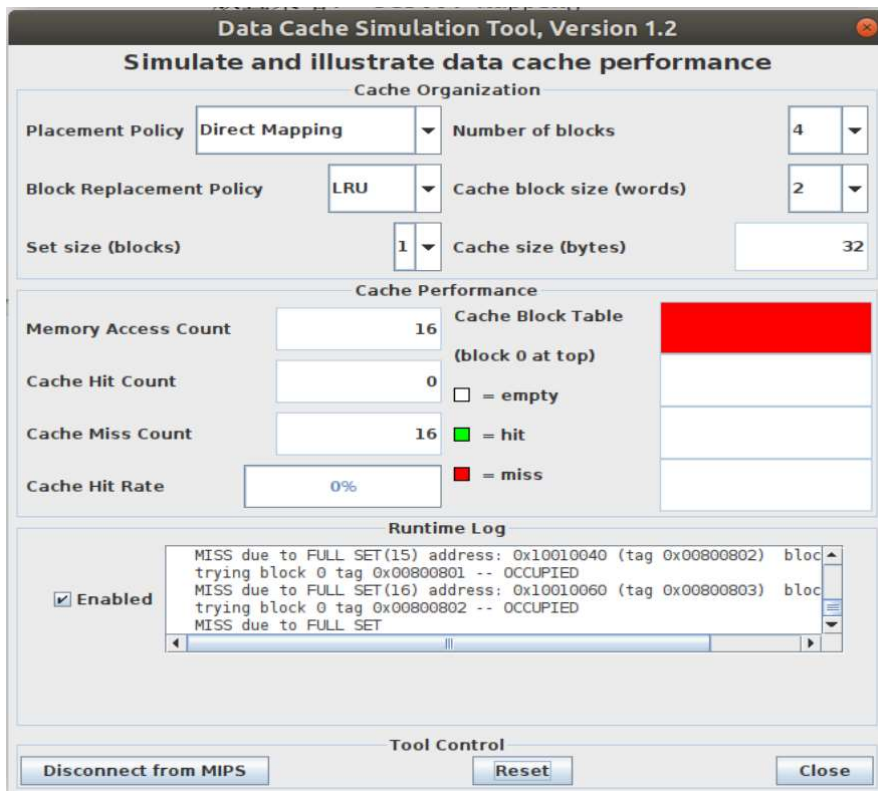 Data Cache Simulation Tool, Version 1.2
Simulate and illustrate data cache performance
Cache Organization
Placement Policy Direct Mapping Number of blocks 4
Block Replacement Policy LRU Cache block size (words) 2
Set size (blocks) 1 Cache size (bytes) 32
Cache Performance
Memory Access Count 16 Cache Block Table
(block 0 at top)
Cache Hit Count 0
= empty
Cache Miss Count 16
= hit
Cache Hit Rate 0%
= miss
Runtime Log
Enabled
MISS due to FULL SET(15) address: 0x10010040 (tag 0x00800802) bloc
trying block 0 tag 0x00800801 -- OCCUPIED
MISS due to FULL SET(16) address: 0x10010060 (tag 0x00800803) bloc
trying block 0 tag 0x00800802 -- OCCUPIED
MISS due to FULL SET
Tool Control
Disconnect from MIPS Reset Close